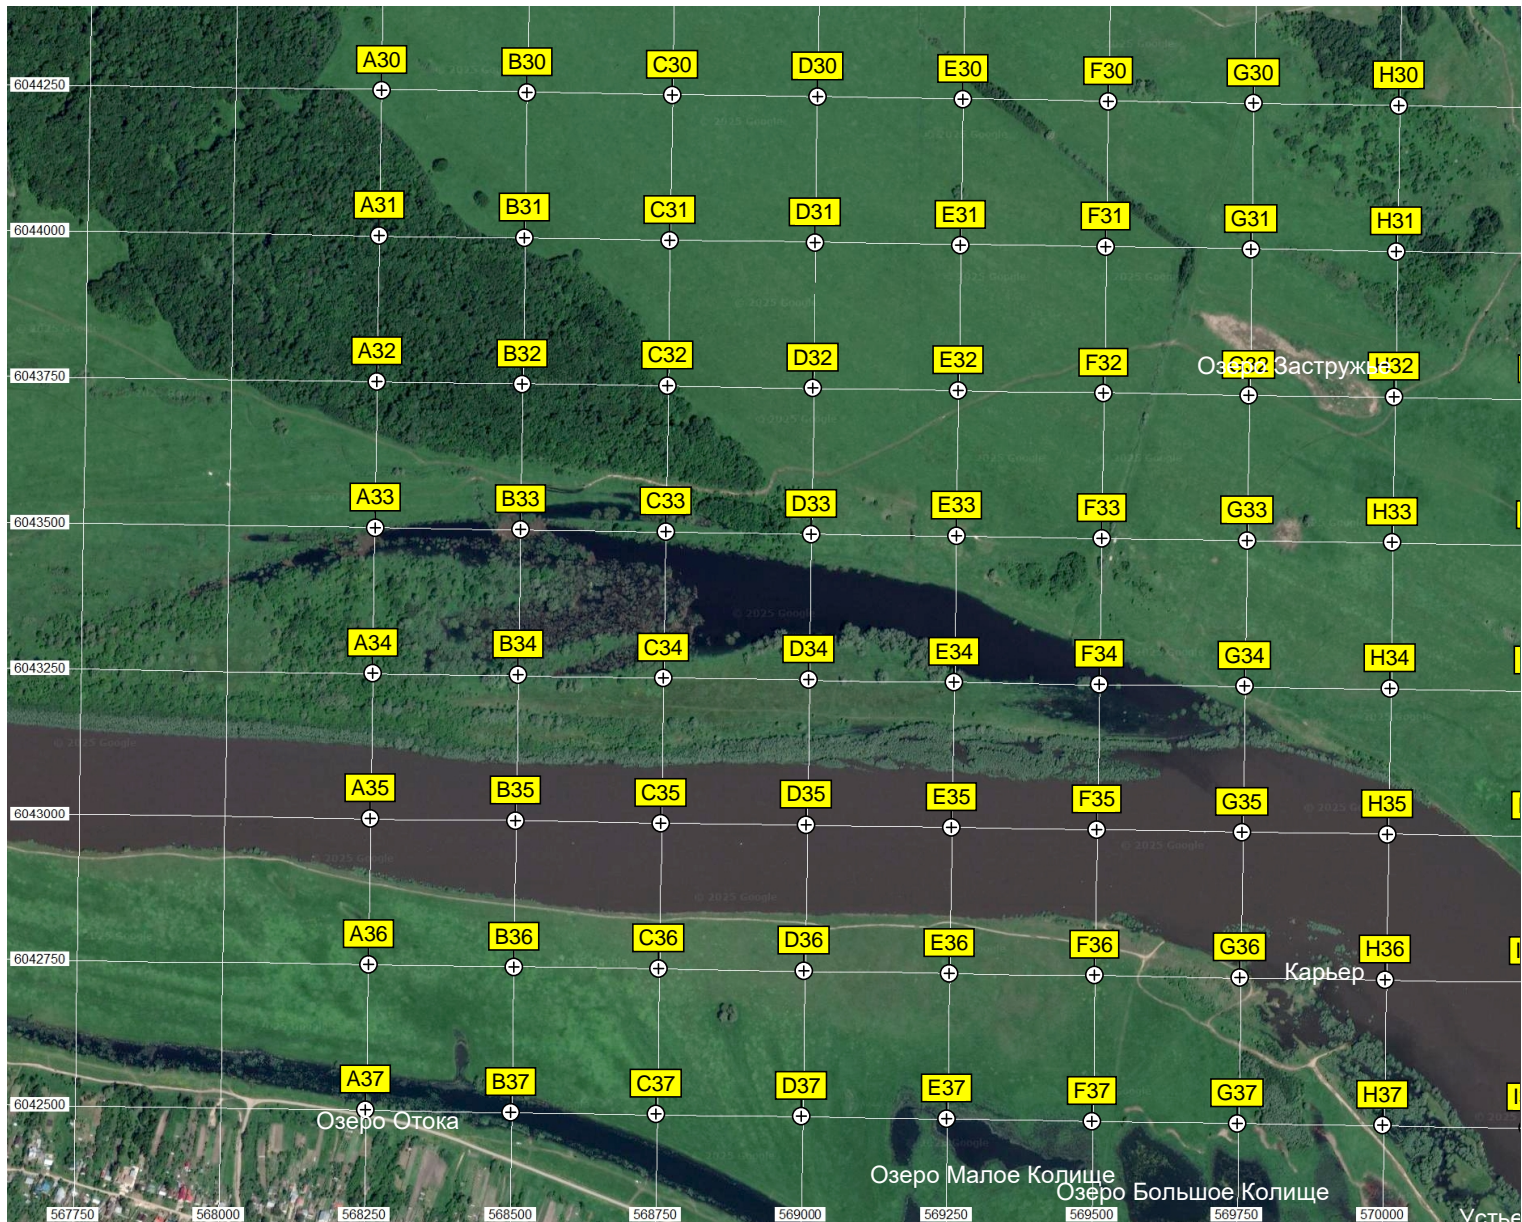 A30 B30 C30 D30 E30 F30 G30 H30
6044250
A31 B31 C31 D31 E31 F31 G31 H31
6044000
A32 B32 C32 D32 E32 F32 G32 H32
Озеро Застружье
6043750
A33 B33 C33 D33 E33 F33 G33 H33
6043500
A34 B34 C34 D34 E34 F34 G34 H34
6043250
A35 B35 C35 D35 E35 F35 G35 H35
6043000
A36 B36 C36 D36 E36 F36 G36 H36
6042750
Карьер
A37 B37 C37 D37 E37 F37 G37 H37
6042500
Озеро Отока
Озеро Малое Колище
Озеро Большое Колище
567750 568000 568250 568500 568750 569000 569250 569500 569750 570000
© 2025 Google